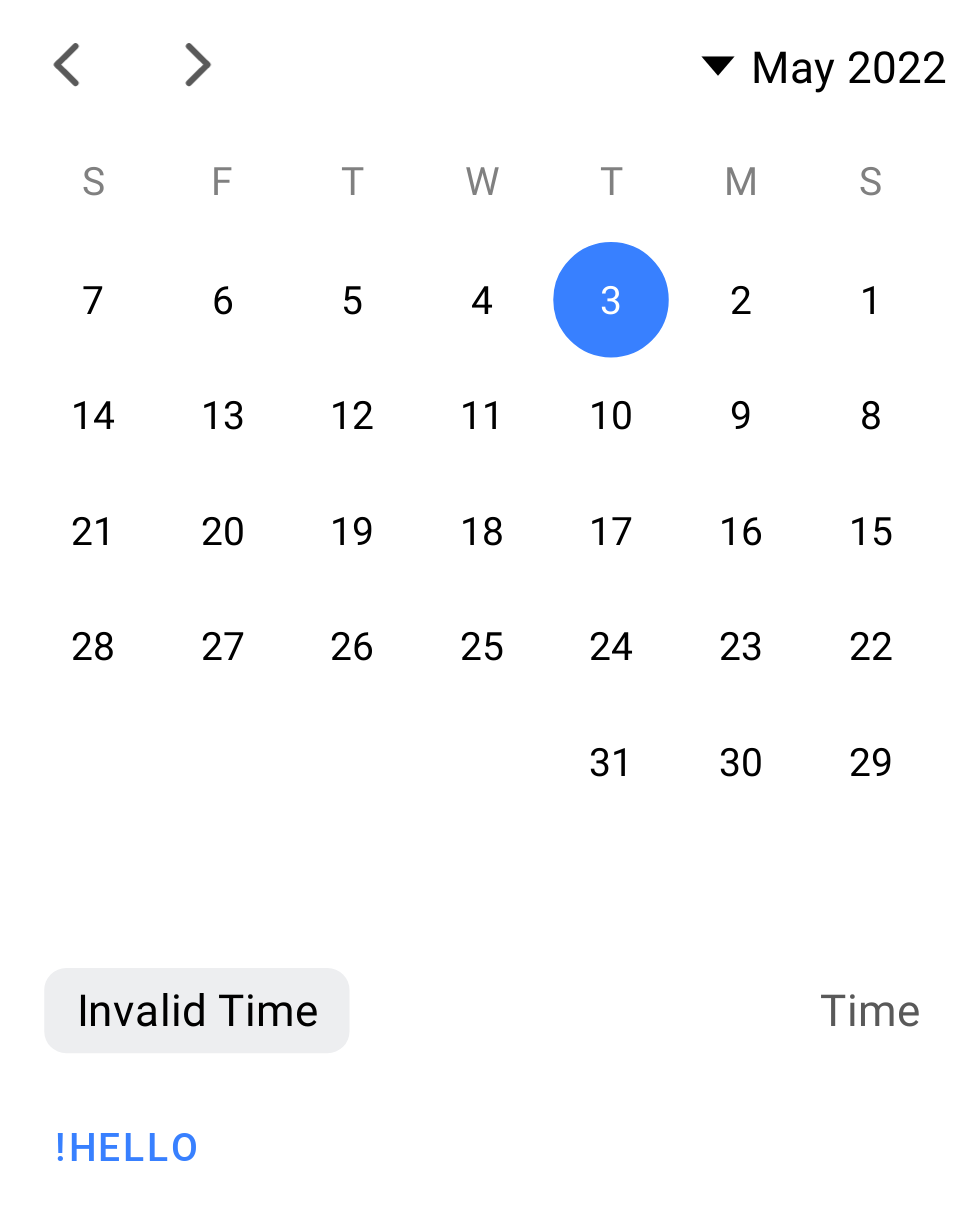 May 2022
S F T W T M S
7 6 5 4 3 2 1
14 13 12 11 10 9 8
21 20 19 18 17 16 15
28 27 26 25 24 23 22
31 30 29
Invalid Time Time
!HELLO